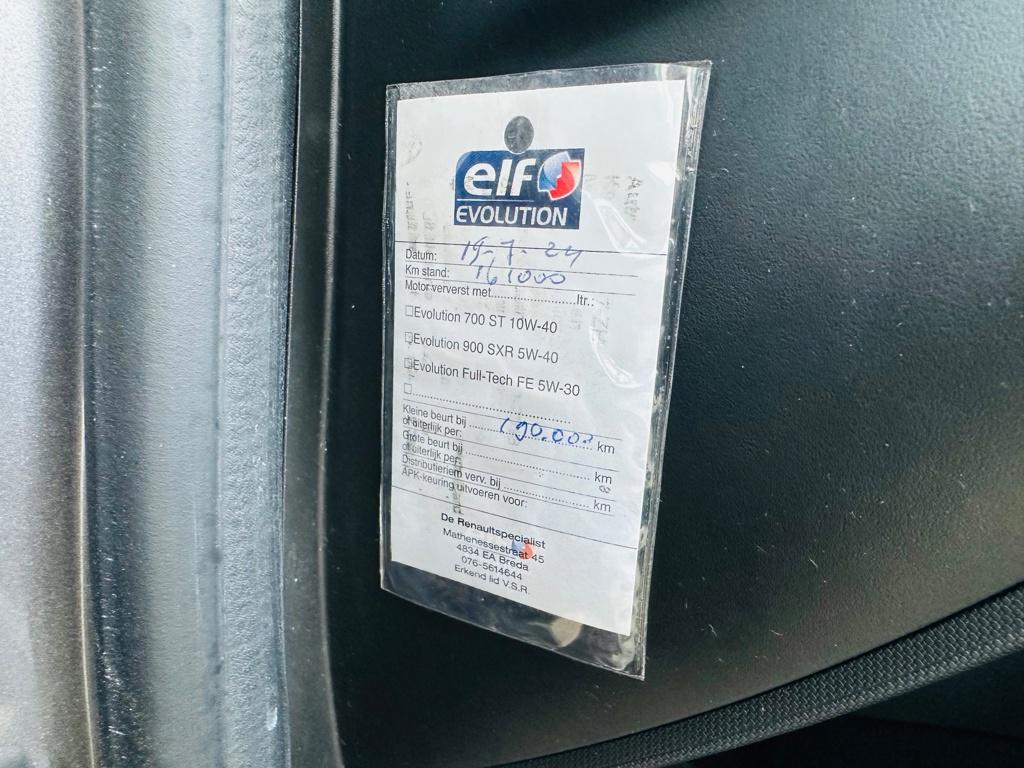 elf
EVOLUTION
Datum: 19-7-24
Km stand: 161000
Motor ververst met..........................ltr.:
☐Evolution 700 ST 10W-40
☐Evolution 900 SXR 5W-40
☐Evolution Full-Tech FE 5W-30
☐..........................................
Kleine beurt bij ........190.000 km
of uiterlijk per:
Grote beurt bij ............................ km
of uiterlijk per:
Distributieriem verv. bij .................... km
APK-keuring uitvoeren voor:
De Renaultspecialist
Mathenessestraat 45
4834 EA Breda
076-5614644
Erkend lid V.S.R.